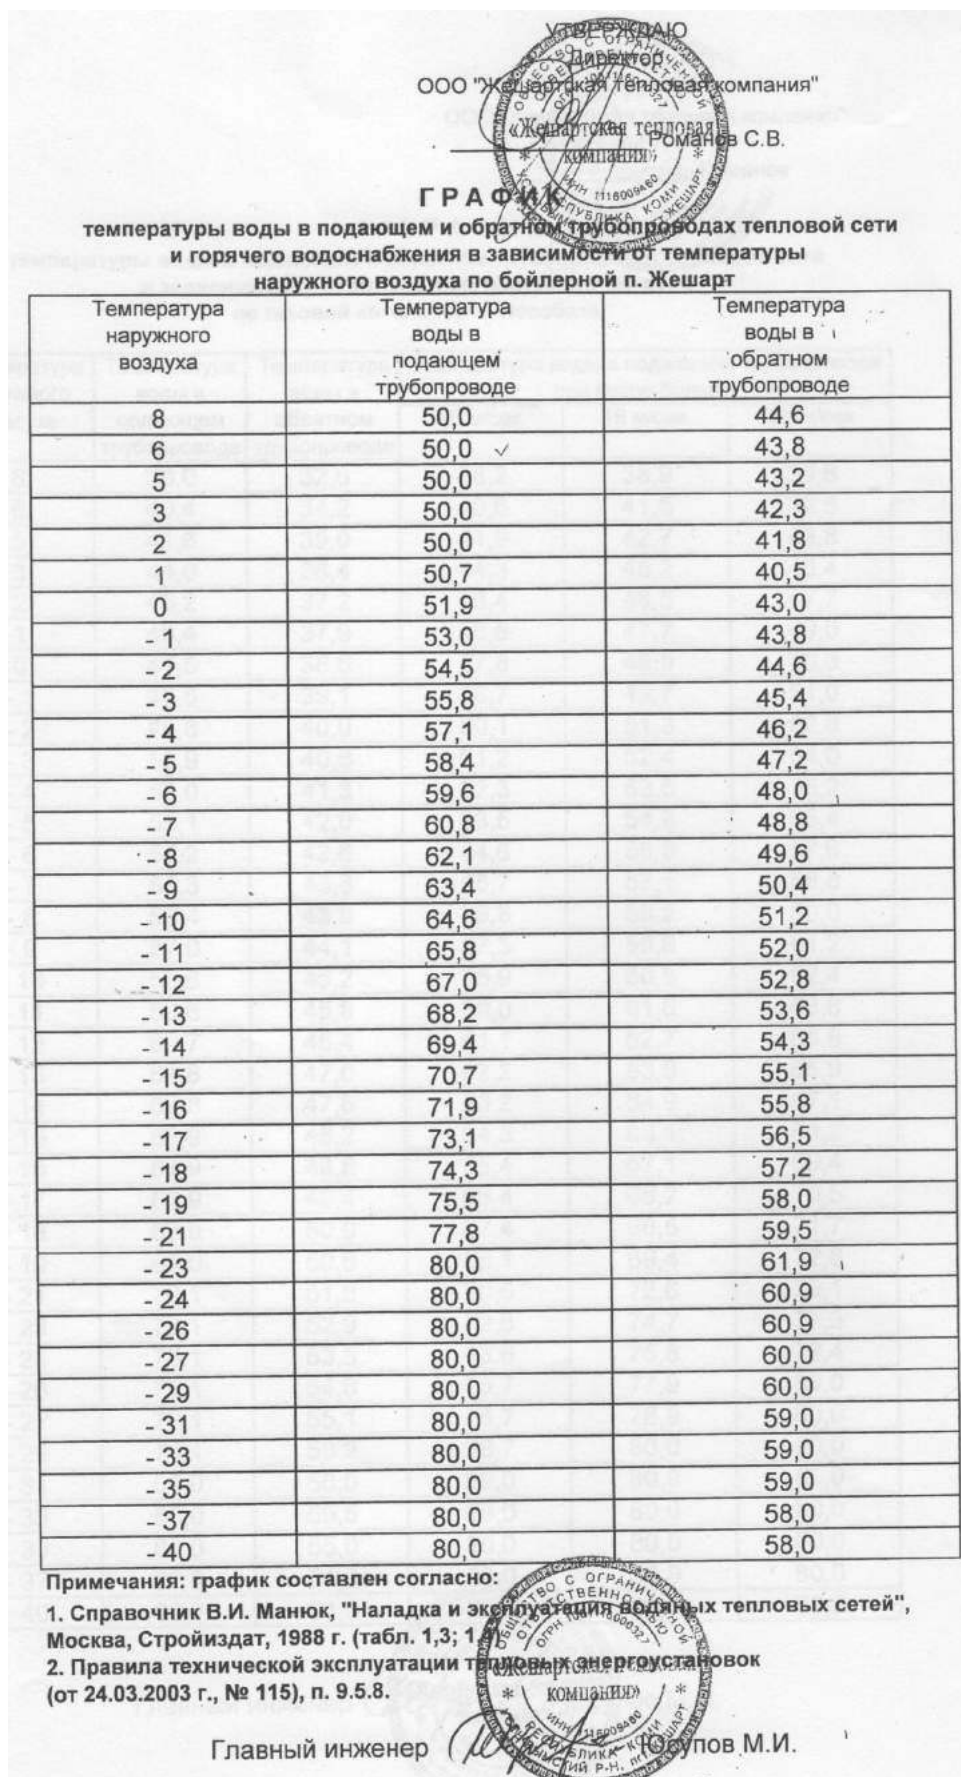 УТВЕРЖДАЮ
Директор
ООО "Жешартская тепловая компания"
«Жешартская тепловая
компания»
Романов С.В.
ГРАФИК
температуры воды в подающем и обратном трубопроводах тепловой сети
и горячего водоснабжения в зависимости от температуры
наружного воздуха по бойлерной п. Жешарт
Температура наружного воздуха Температура воды в подающем трубопроводе Температура воды в обратном трубопроводе
8 50,0 44,6
6 50,0 43,8
5 50,0 43,2
3 50,0 42,3
2 50,0 41,8
1 50,7 40,5
0 51,9 43,0
- 1 53,0 43,8
- 2 54,5 44,6
- 3 55,8 45,4
- 4 57,1 46,2
- 5 58,4 47,2
- 6 59,6 48,0
- 7 60,8 48,8
- 8 62,1 49,6
- 9 63,4 50,4
- 10 64,6 51,2
- 11 65,8 52,0
- 12 67,0 52,8
- 13 68,2 53,6
- 14 69,4 54,3
- 15 70,7 55,1
- 16 71,9 55,8
- 17 73,1 56,5
- 18 74,3 57,2
- 19 75,5 58,0
- 21 77,8 59,5
- 23 80,0 61,9
- 24 80,0 60,9
- 26 80,0 60,9
- 27 80,0 60,0
- 29 80,0 60,0
- 31 80,0 59,0
- 33 80,0 59,0
- 35 80,0 59,0
- 37 80,0 58,0
- 40 80,0 58,0
Примечания: график составлен согласно:
1. Справочник В.И. Манюк, "Наладка и эксплуатация водяных тепловых сетей",
Москва, Стройиздат, 1988 г. (табл. 1,3;
2. Правила технической эксплуатации тепловых энергоустановок
(от 24.03.2003 г., № 115), п. 9.5.8.
компания»
Главный инженер Юсупов М.И.